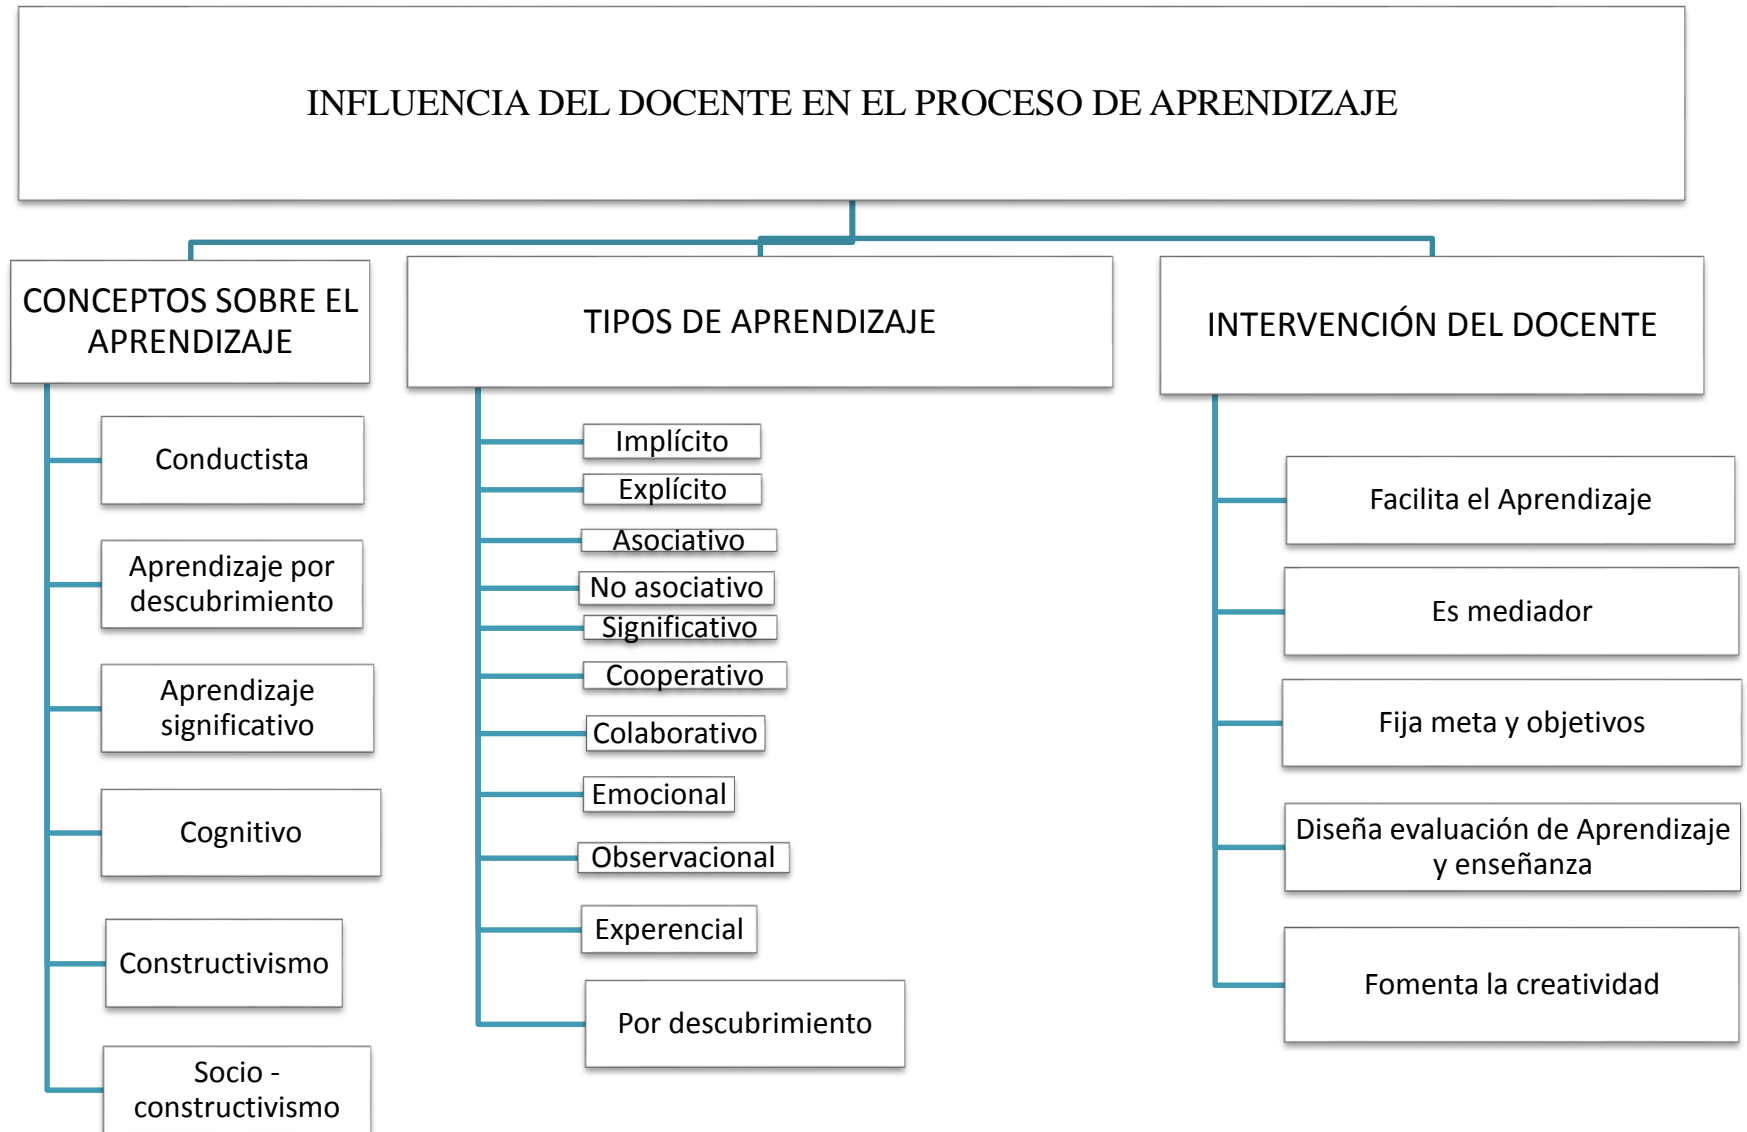 INFLUENCIA DEL DOCENTE EN EL PROCESO DE APRENDIZAJE
CONCEPTOS SOBRE EL
APRENDIZAJE
Conductista
Aprendizaje por
descubrimiento
Aprendizaje
significativo
Cognitivo
Constructivismo
Socio -
constructivismo
TIPOS DE APRENDIZAJE
Implícito
Explícito
Asociativo
No asociativo
Significativo
Cooperativo
Colaborativo
Emocional
Observacional
Experencial
Por descubrimiento
INTERVENCIÓN DEL DOCENTE
Facilita el Aprendizaje
Es mediador
Fija meta y objetivos
Diseña evaluación de Aprendizaje
y enseñanza
Fomenta la creatividad